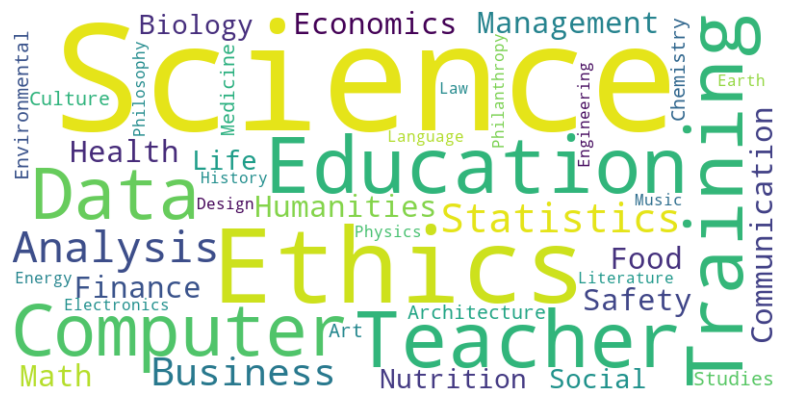 Science
Biology
Economics
Management
Training
Environmental
Philosophy
Medicine
Law
Philanthropy
Engineering
Chemistry
Earth
Culture
Language
Health
Life
History
Education
Data
Design
Humanities
Statistics
Music
Communication
Analysis
Ethics
Physics
Food
Energy
Finance
Literature
Safety
Electronics
Computer
Art
Teacher
Architecture
Math
Business
Nutrition
Social
Studies